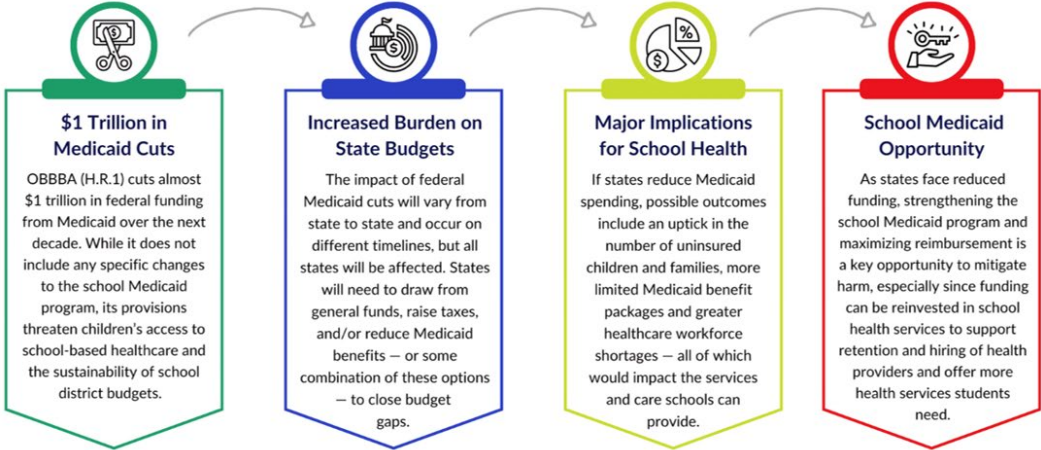 $1 Trillion in
Medicaid Cuts
OBBBA (H.R.1) cuts almost
$1 trillion in federal funding
from Medicaid over the next
decade. While it does not
include any specific changes
to the school Medicaid
program, its provisions
threaten children's access to
school-based healthcare and
the sustainability of school
district budgets.
Increased Burden on
State Budgets
The impact of federal
Medicaid cuts will vary from
state to state and occur on
different timelines, but all
states will be affected. States
will need to draw from
general funds, raise taxes,
and/or reduce Medicaid
benefits — or some
combination of these options
— to close budget
gaps.
Major Implications
for School Health
If states reduce Medicaid
spending, possible outcomes
include an uptick in the
number of uninsured
children and families, more
limited Medicaid benefit
packages and greater
healthcare workforce
shortages — all of which
would impact the services
and care schools can
provide.
School Medicaid
Opportunity
As states face reduced
funding, strengthening the
school Medicaid program and
maximizing reimbursement is
a key opportunity to mitigate
harm, especially since funding
can be reinvested in school
health services to support
retention and hiring of health
providers and offer more
health services students
need.